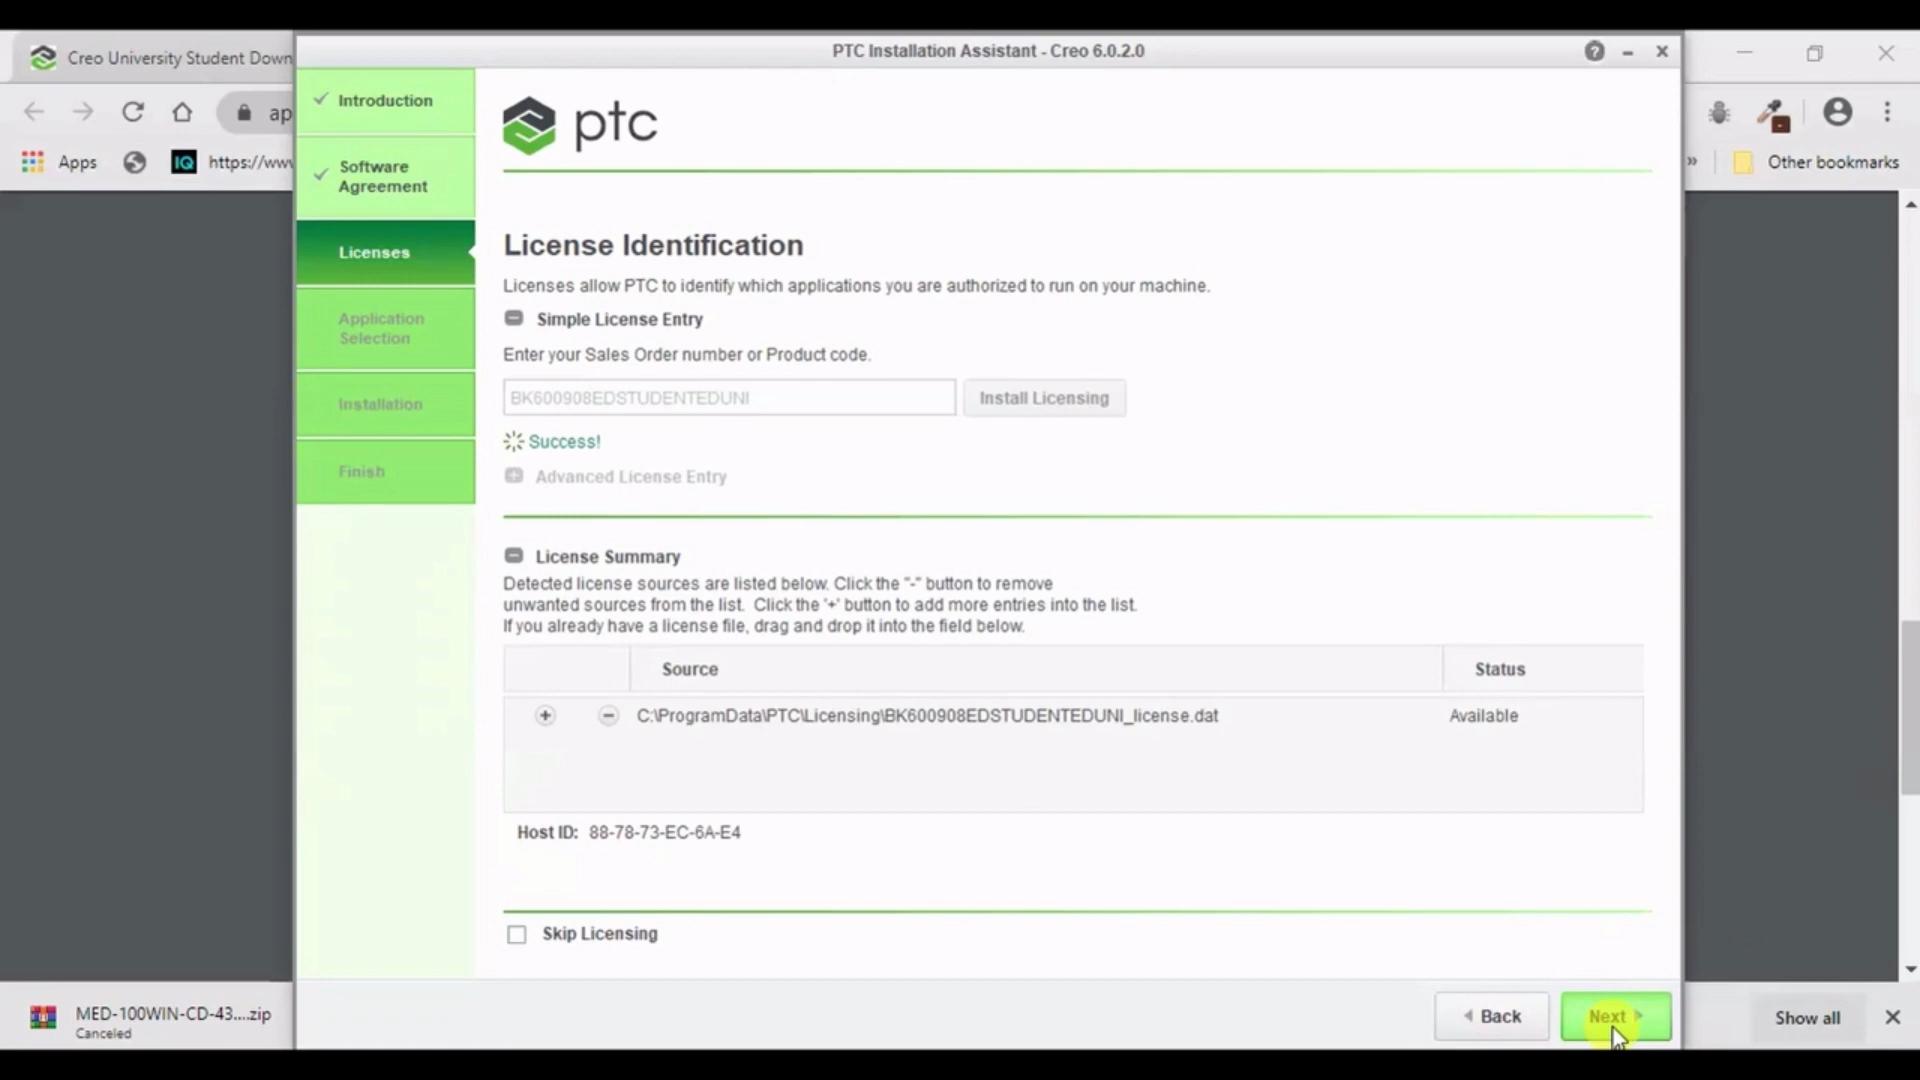 Creo University Student Down
PTC Installation Assistant - Creo 6.0.2.0
ap
Apps
IQ
https://www
»
Other bookmarks
Introduction
Software
Agreement
Licenses
Application
Selection
Installation
Finish
ptc
License Identification
Licenses allow PTC to identify which applications you are authorized to run on your machine.
Simple License Entry
Enter your Sales Order number or Product code.
BK600908EDSTUDENTEDUNI
Install Licensing
Success!
Advanced License Entry
License Summary
Detected license sources are listed below. Click the "-" button to remove
unwanted sources from the list. Click the '+' button to add more entries into the list.
If you already have a license file, drag and drop it into the field below.
Source
Status
C:\ProgramData\PTC\Licensing\BK600908EDSTUDENTEDUNI_license.dat
Available
Host ID: 88-78-73-EC-6A-E4
Skip Licensing
Back
Next
MED-100WIN-CD-43....zip
Canceled
Show all